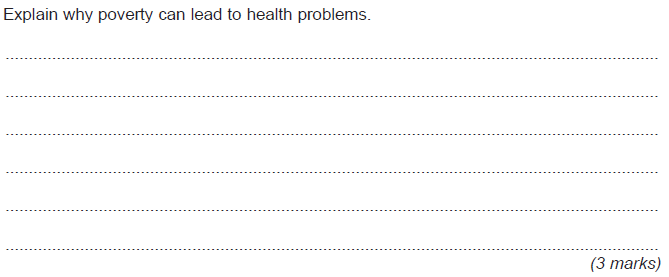 Explain why poverty can lead to health problems.
(3 marks)